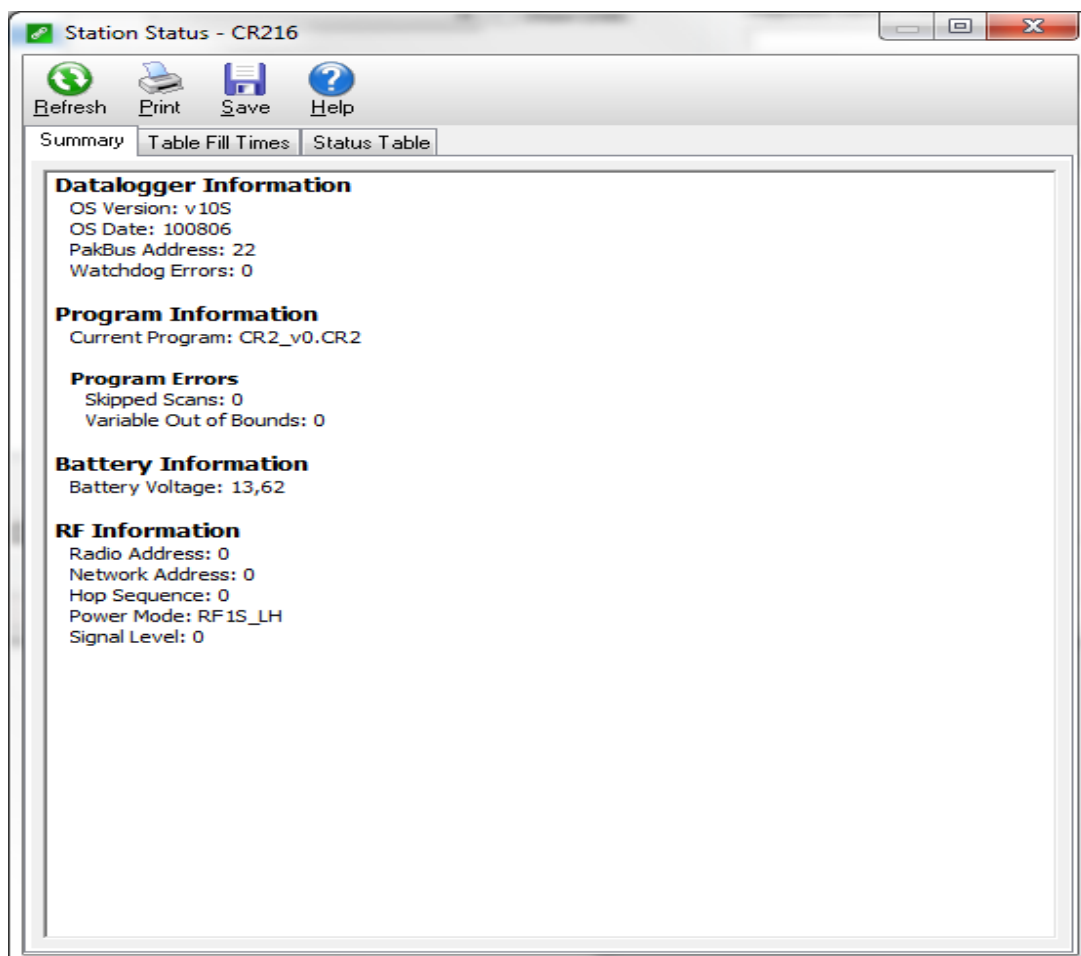 Station Status - CR216
Refresh Print Save Help
Summary Table Fill Times Status Table
Datalogger Information
OS Version: v10S
OS Date: 100806
PakBus Address: 22
Watchdog Errors: 0
Program Information
Current Program: CR2_v0.CR2
Program Errors
Skipped Scans: 0
Variable Out of Bounds: 0
Battery Information
Battery Voltage: 13,62
RF Information
Radio Address: 0
Network Address: 0
Hop Sequence: 0
Power Mode: RF1S_LH
Signal Level: 0